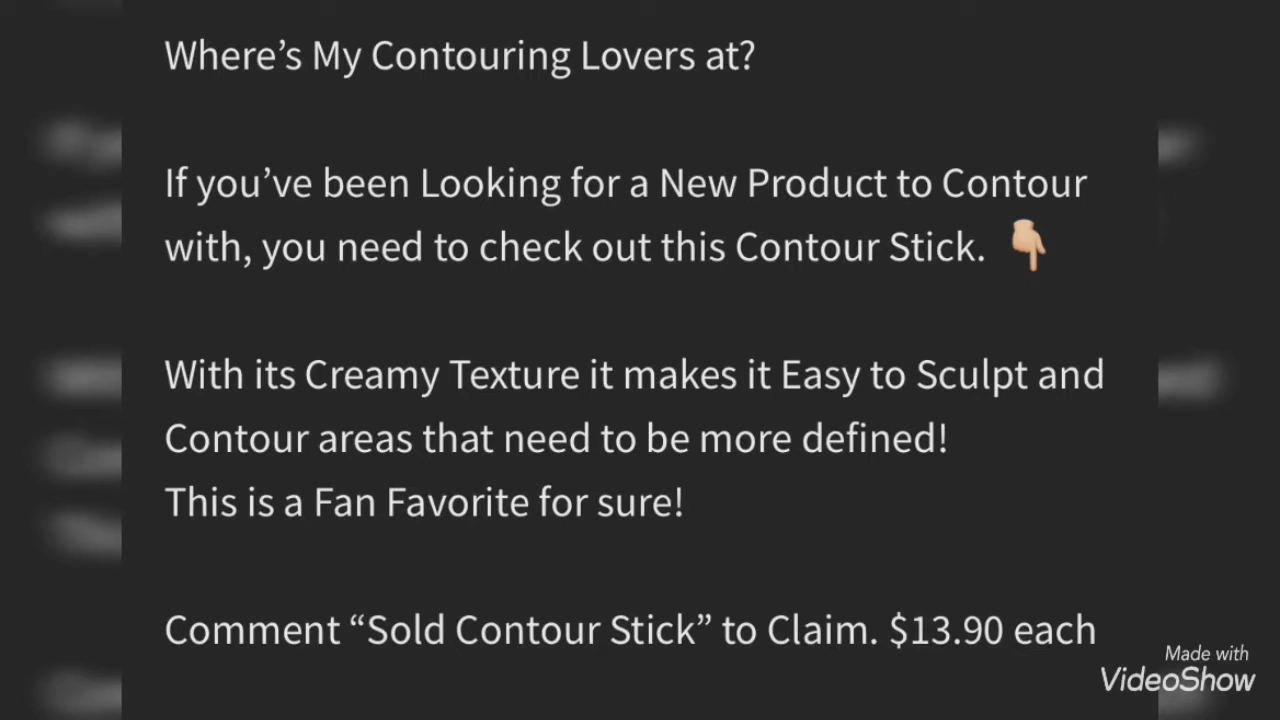 Where’s My Contouring Lovers at?
If you’ve been Looking for a New Product to Contour
with, you need to check out this Contour Stick. 👇🏼
With its Creamy Texture it makes it Easy to Sculpt and
Contour areas that need to be more defined!
This is a Fan Favorite for sure!
Comment “Sold Contour Stick” to Claim. $13.90 each
Made with
VideoShow